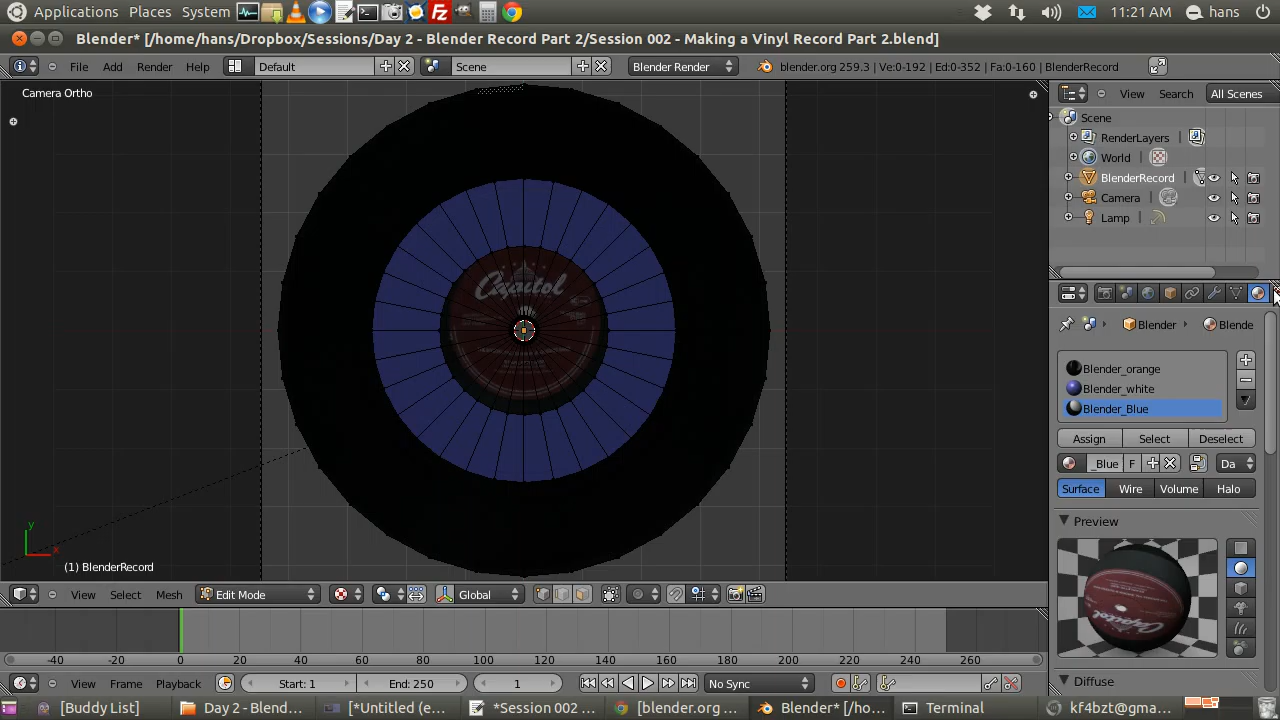 Applications Places System 11:21 AM hans
Blender* [/home/hans/Dropbox/Sessions/Day 2 - Blender Record Part 2/Session 002 - Making a Vinyl Record Part 2.blend]
File Add Render Help Default Scene Blender Render blender.org 259.3 | Ve:0-192 | Ed:0-352 | Fa:0-160 | BlenderRecord
Camera Ortho
View Search All Scenes
Scene
RenderLayers |
World |
BlenderRecord |
Camera |
Lamp |
Blender Blende
Blender_orange
Blender_white
Blender_Blue
Assign Select Deselect
_Blue F Da
Surface Wire Volume Halo
Preview
Capitol
Capitol
y
x
(1) BlenderRecord
View Select Mesh Edit Mode Global
-40 -20 0 20 40 60 80 100 120 140 160 180 200 220 240 260
View Frame Playback Start: 1 End: 250 1 No Sync
Diffuse
[Buddy List] Day 2 - Blend... [*Untitled (e... *Session 002 ... [blender.org ... Blender* [/ho... Terminal kf4bzt@gma...